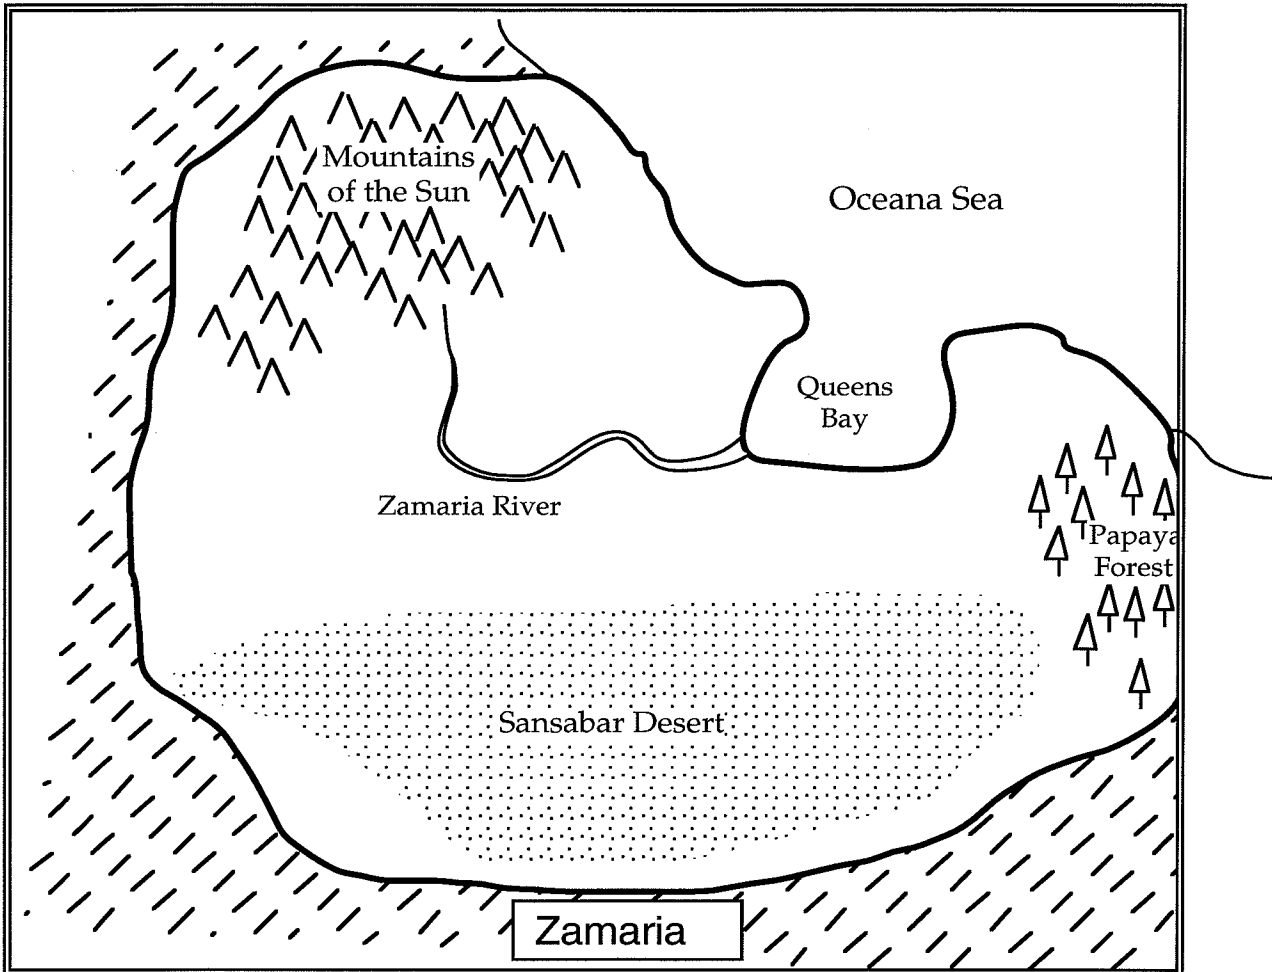 Mountains
of the Sun
Oceana Sea
Queens
Bay
Zamaria River
Papaya
Forest
Sansabar Desert
Zamaria